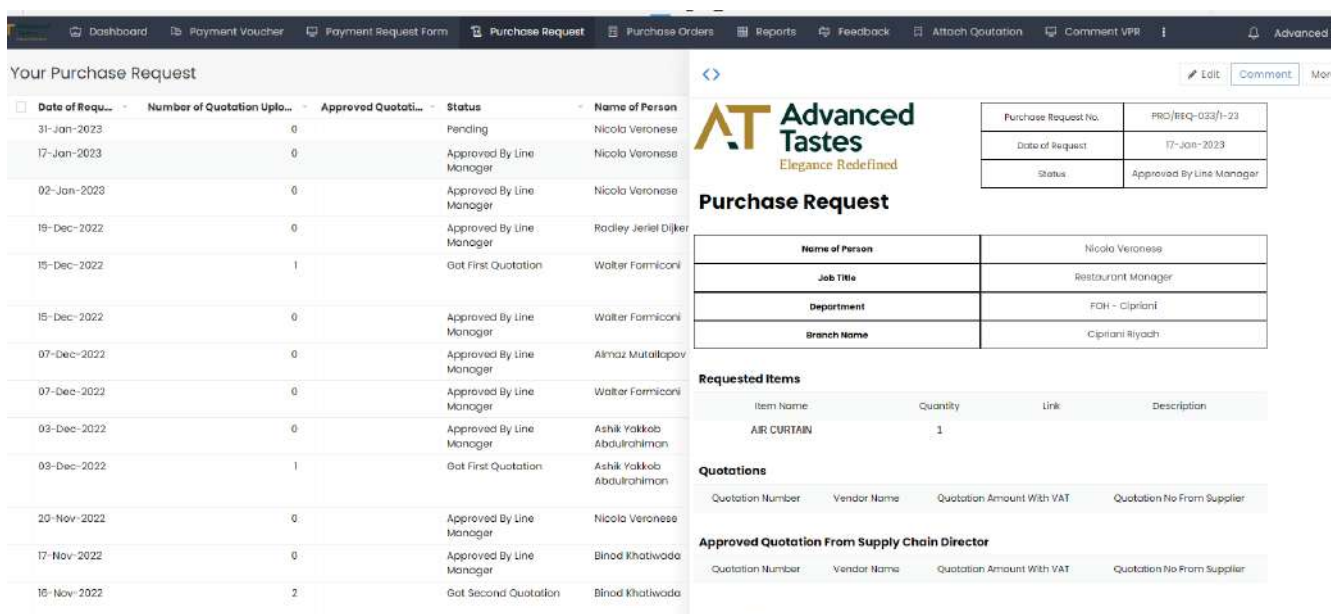 Dashboard Payment Voucher Payment Request Form Purchase Request Purchase Orders Reports Feedback Attach Qoutation Comment VPR Advanced
Your Purchase Request
Date of Requ... Number of Quotation Uplo... Approved Quotati... Status Name of Person
31-Jan-2023 0 Pending Nicola Veronese
17-Jan-2023 0 Approved By Line Nicola Veronese
Manager
02-Jan-2023 0 Approved By Line Nicola Veronese
Manager
19-Dec-2022 0 Approved By Line Radley Jeriel Dijker
Manager
15-Dec-2022 1 Got First Quotation Walter Formiconi
15-Dec-2022 0 Approved By Line Walter Formiconi
Manager
07-Dec-2022 0 Approved By Line Almaz Mutallapov
Manager
07-Dec-2022 0 Approved By Line Walter Formiconi
Manager
03-Dec-2022 0 Approved By Line Ashik Yakkob
Manager Abdulrahiman
03-Dec-2022 1 Got First Quotation Ashik Yakkob
Abdulrahiman
20-Nov-2022 0 Approved By Line Nicola Veronese
Manager
17-Nov-2022 0 Approved By Line Binod Khatiwada
Manager
16-Nov-2022 2 Got Second Quotation Binod Khatiwada
Edit Comment Mor
AT Advanced
Tastes
Elegance Redefined
Purchase Request No. PRO/REQ-033/1-23
Date of Request 17-Jan-2023
Status Approved By Line Manager
Purchase Request
Name of Person Nicola Veronese
Job Title Restaurant Manager
Department FOH - Cipriani
Branch Name Cipriani Riyadh
Requested Items
Item Name Quantity Link Description
AIR CURTAIN 1
Quotations
Quotation Number Vendor Name Quotation Amount With VAT Quotation No From Supplier
Approved Quotation From Supply Chain Director
Quotation Number Vendor Name Quotation Amount With VAT Quotation No From Supplier